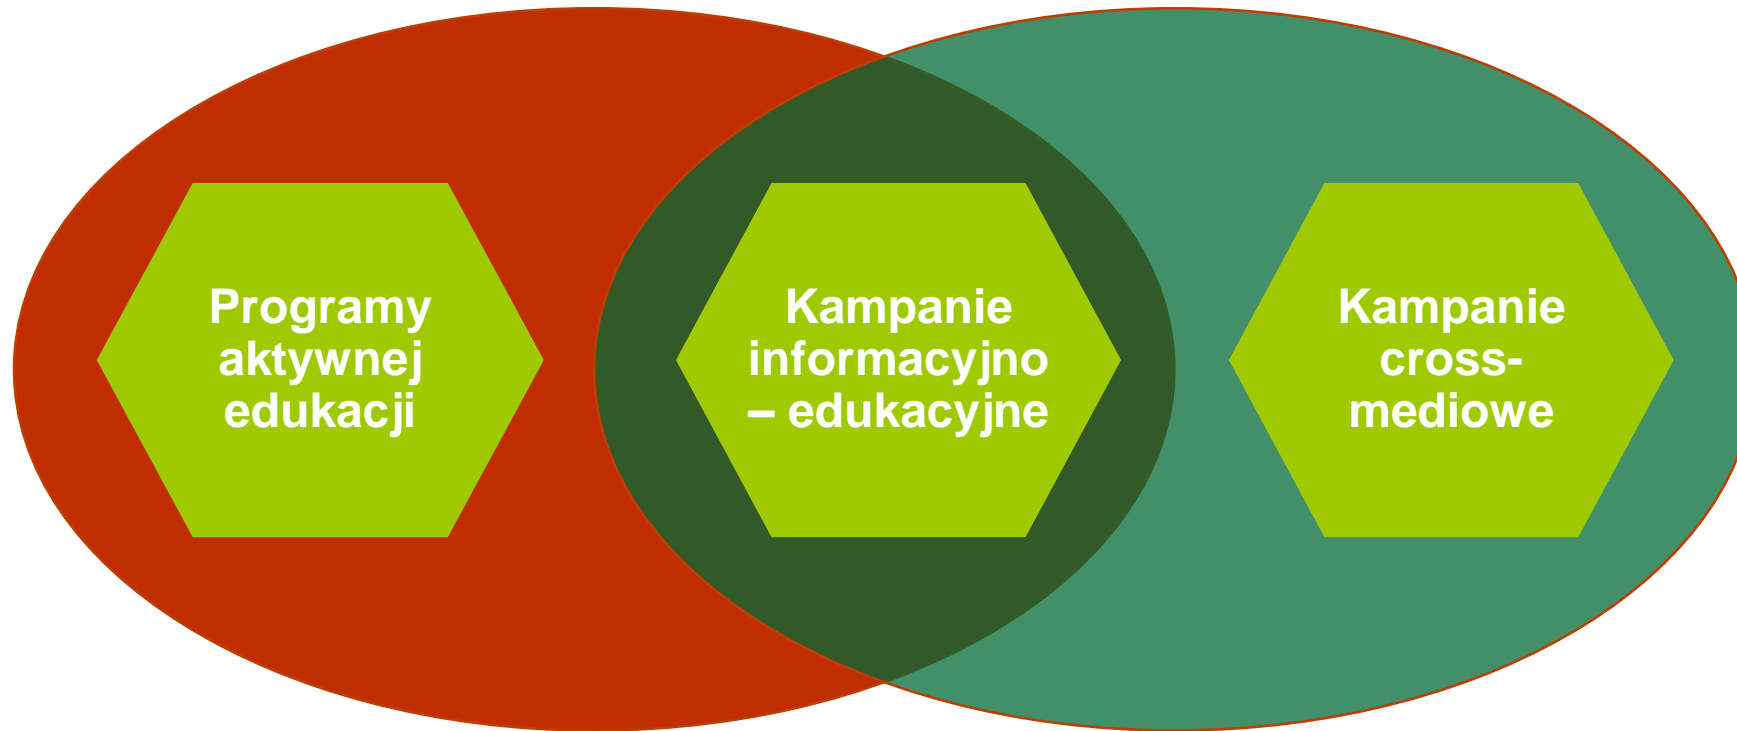 Programy
aktywnej
edukacji
Kampanie
informacyjno
– edukacyjne
Kampanie
cross-
mediowe